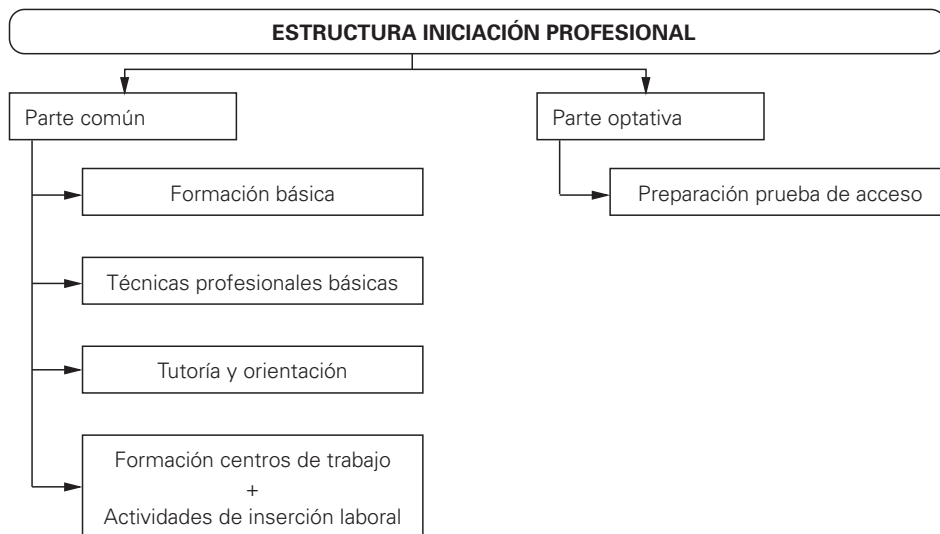 ESTRUCTURA INICIACIÓN PROFESIONAL
Parte común
Parte optativa
Formación básica
Preparación prueba de acceso
Técnicas profesionales básicas
Tutoría y orientación
Formación centros de trabajo
+
Actividades de inserción laboral